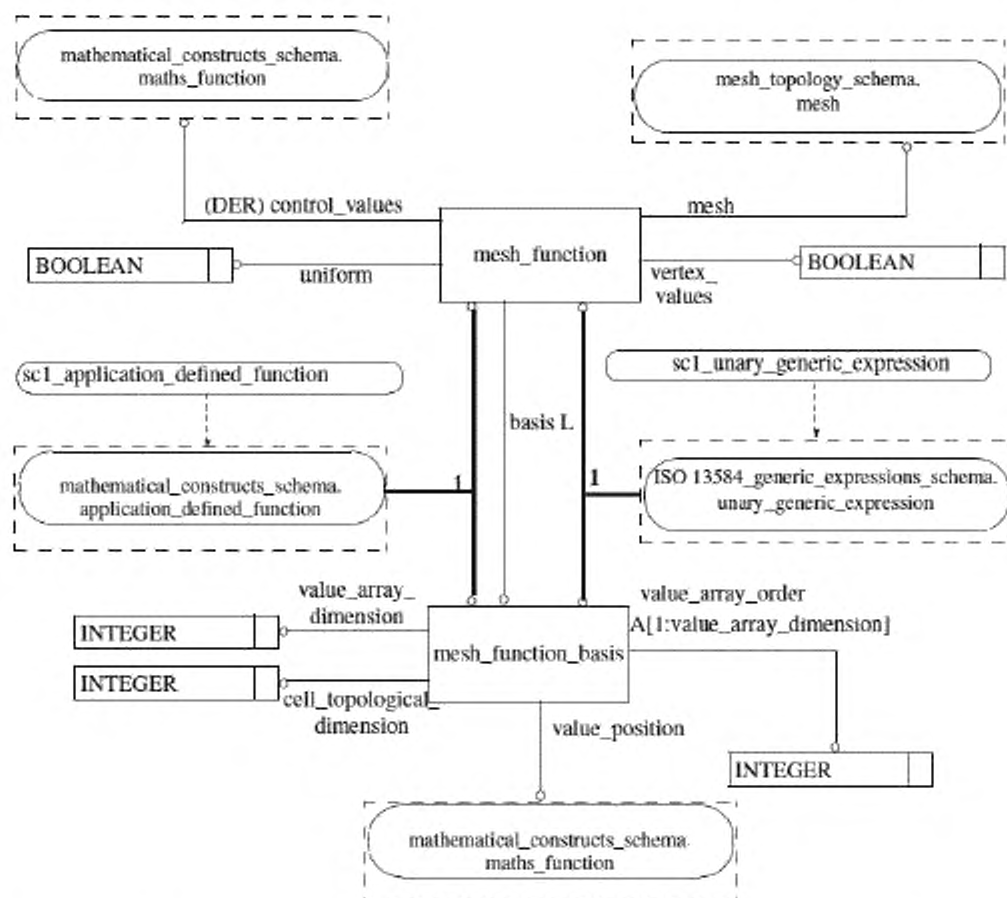 mathematical_constructs_schema.
maths_function
mesh_topology_schema.
mesh
(DER) control_values
mesh
mesh_function
BOOLEAN
uniform
vertex_
values
BOOLEAN
sc1_application_defined_function
sc1_unary_generic_expression
basis L
mathematical_constructs_schema.
application_defined_function
1
1
ISO 13584_generic_expressions_schema.
unary_generic_expression
value_array_
dimension
value_array_order
A[1:value_array_dimension]
INTEGER
mesh_function_basis
INTEGER
cell_topological_
dimension
value_position
INTEGER
mathematical_constructs_schema.
maths_function